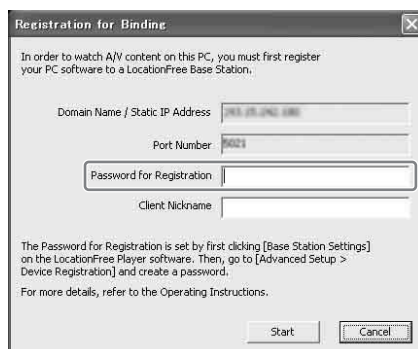 Registration for Binding
In order to watch A/V content on this PC, you must first register
your PC software to a LocationFree Base Station.
Domain Name / Static IP Address
Port Number 5021
Password for Registration
Client Nickname
The Password for Registration is set by first clicking [Base Station Settings]
on the LocationFree Player software. Then, go to [Advanced Setup >
Device Registration] and create a password.
For more details, refer to the Operating Instructions.
Start Cancel